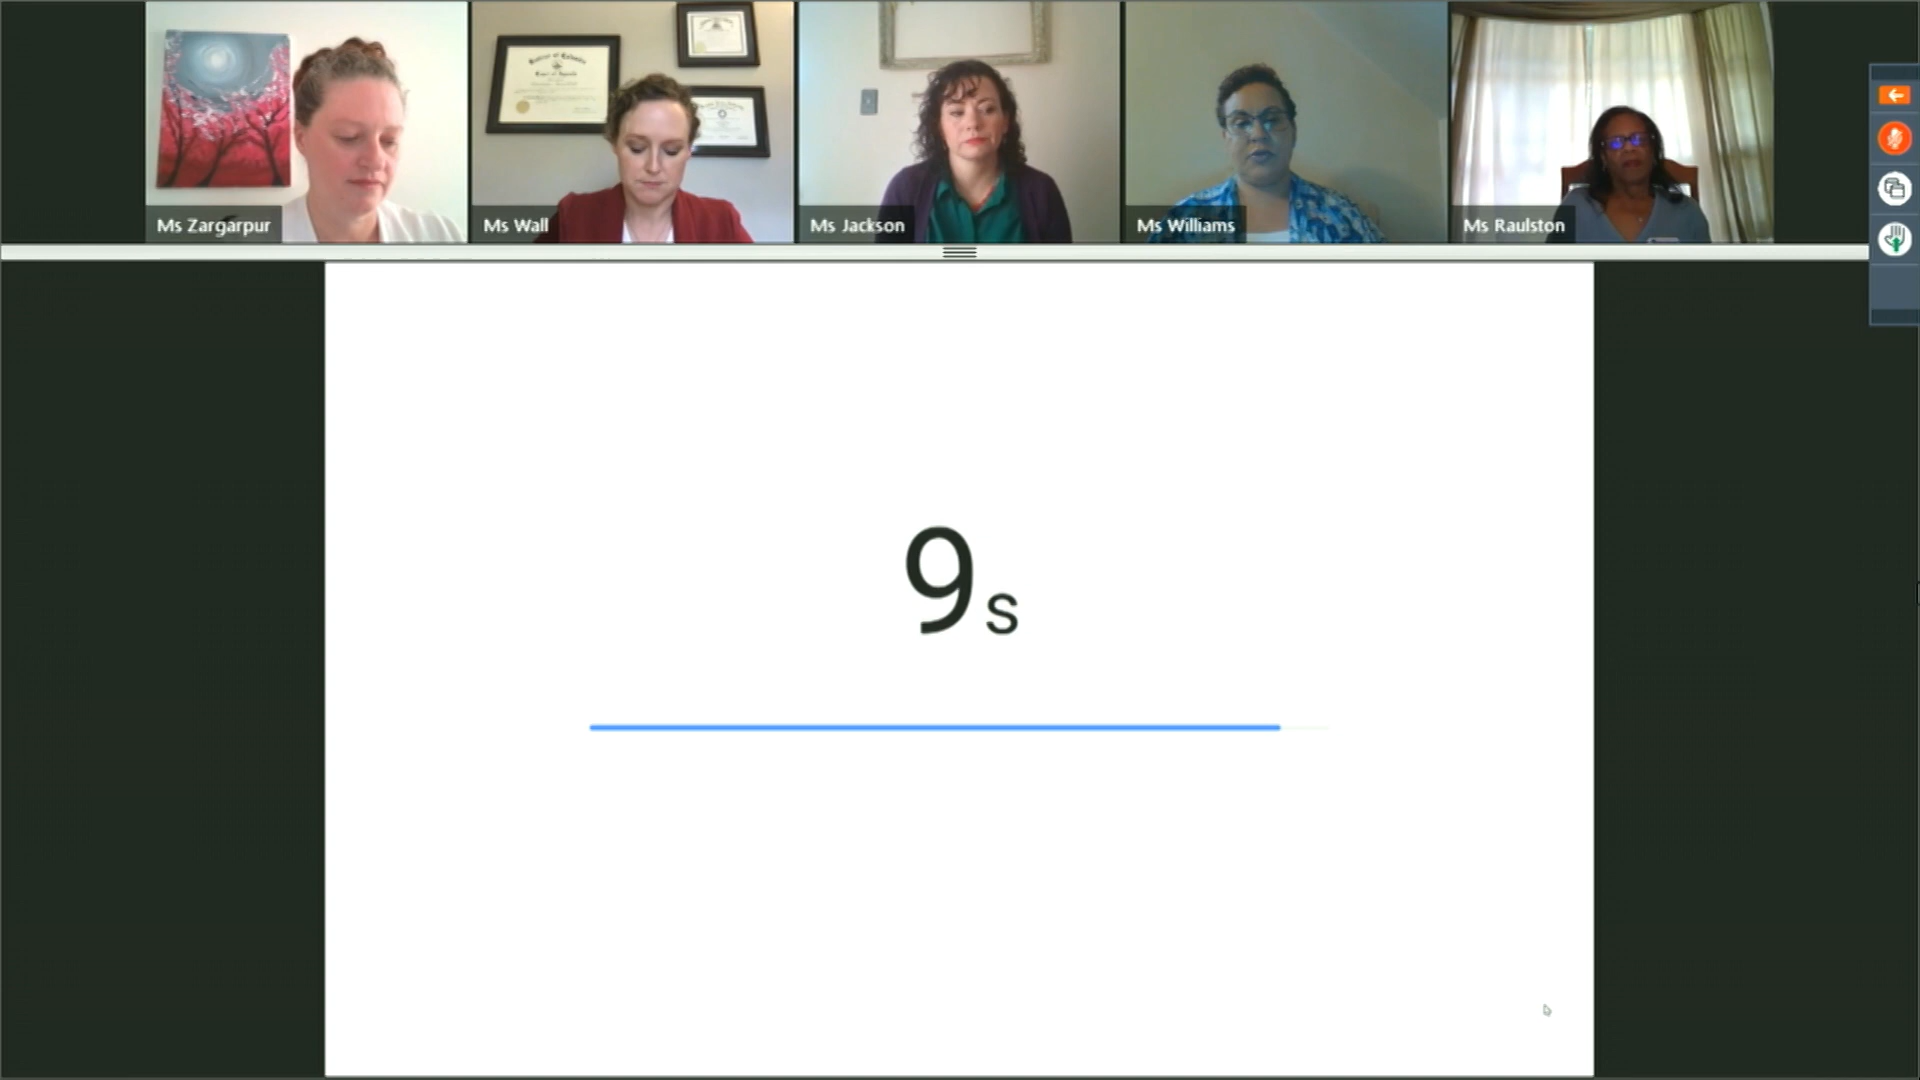 Ms Zargarpur
Ms Wall
Ms Jackson
Ms Williams
Ms Raulston
9s